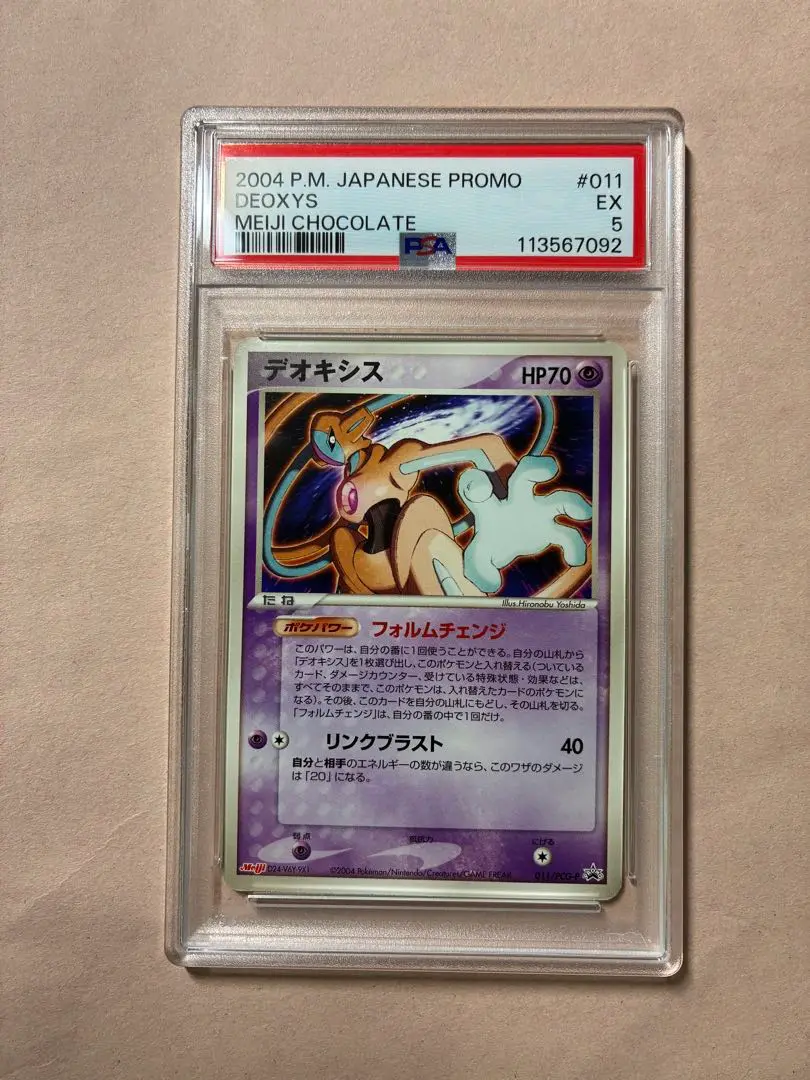 2004 P.M. JAPANESE PROMO #011
DEOXYS EX
MEIJI CHOCOLATE 5
PSA 113567092
デオキシス HP70
たね Illus. Hironobu Yoshida
ポケパワー フォルムチェンジ
このパワーは、自分の番に1回使うことができる。自分の山札から
「デオキシス」を1枚選び出し、このポケモンと入れ替える(ついている
カード、ダメージカウンター、受けている特殊状態・効果などは、
すべてそのままで、このポケモンは、入れ替えたカードのポケモンに
なる)。その後、このカードを自分の山札にもどし、その山札を切る。
「フォルムチェンジ」は、自分の番の中で1回だけ。
リンクブラスト 40
自分と相手のエネルギーの数が違うなら、このワザのダメージ
は「20」になる。
弱点 抵抗力 にげる
Meiji D24-V6Y-9X1 ©2004 Pokémon/Nintendo/Creatures/GAME FREAK. 011/PCG-P